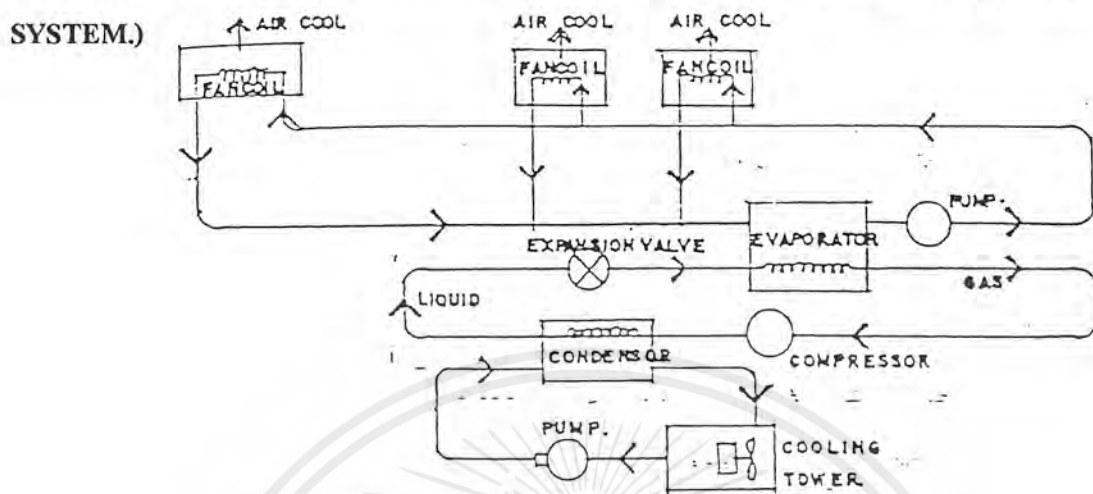 SYSTEM.)
AIR COOL
AIR COOL
AIR COOL
FANCOIL
FANCOIL
FANCOIL
PUMP.
EXPANSION VALVE
EVAPORATOR
LIQUID
GAS
CONDENSOR
COMPRESSOR
PUMP.
COOLING
TOWER